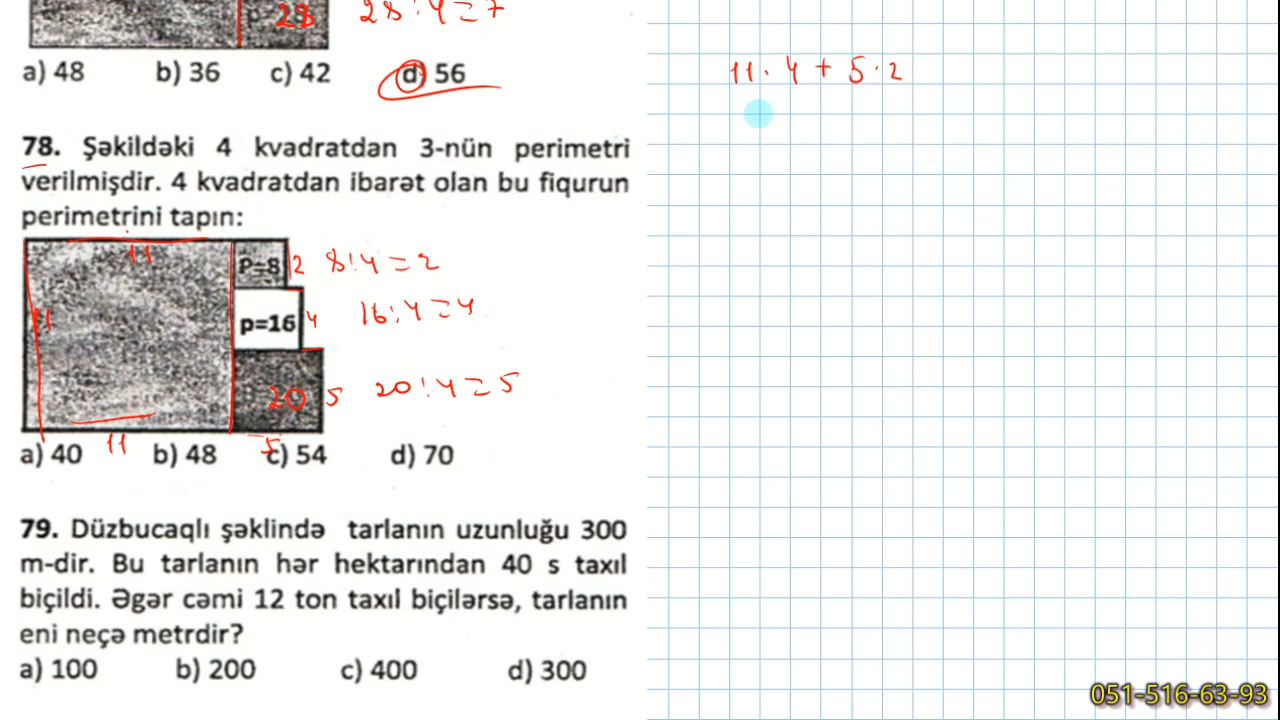 28 28:4=7
a) 48 b) 36 c) 42 d) 56
11·4+5·2
78. Şəkildəki 4 kvadratdan 3-nün perimetri
verilmişdir. 4 kvadratdan ibarət olan bu fiqurun
perimetrini tapın:
11
P=8 2 8:4=2
11 p=16 4 16:4=4
20 5 20:4=5
11 5
a) 40 b) 48 c) 54 d) 70
79. Düzbucaqlı şəklində tarlanın uzunluğu 300
m-dir. Bu tarlanın hər hektarından 40 s taxıl
biçildi. Əgər cəmi 12 ton taxıl biçilərsə, tarlanın
eni neçə metrdir?
a) 100 b) 200 c) 400 d) 300
051-516-63-93